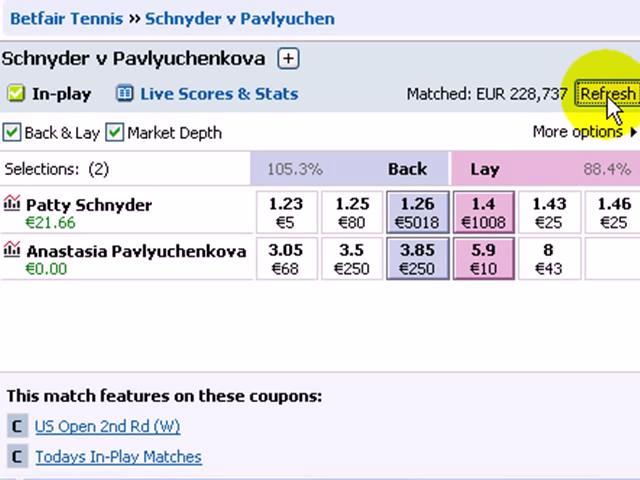 Betfair Tennis » Schnyder v Pavlyuchen
Schnyder v Pavlyuchenkova +
In-play Live Scores & Stats Matched: EUR 228,737 Refresh
Back & Lay Market Depth More options
Selections: (2) 105.3% Back Lay 88.4%
Patty Schnyder 1.23 1.25 1.26 1.4 1.43 1.46
€21.66 €5 €80 €5018 €1008 €25 €25
Anastasia Pavlyuchenkova 3.05 3.5 3.85 5.9 8
€0.00 €68 €250 €250 €10 €43
This match features on these coupons:
C US Open 2nd Rd (W)
C Todays In-Play Matches